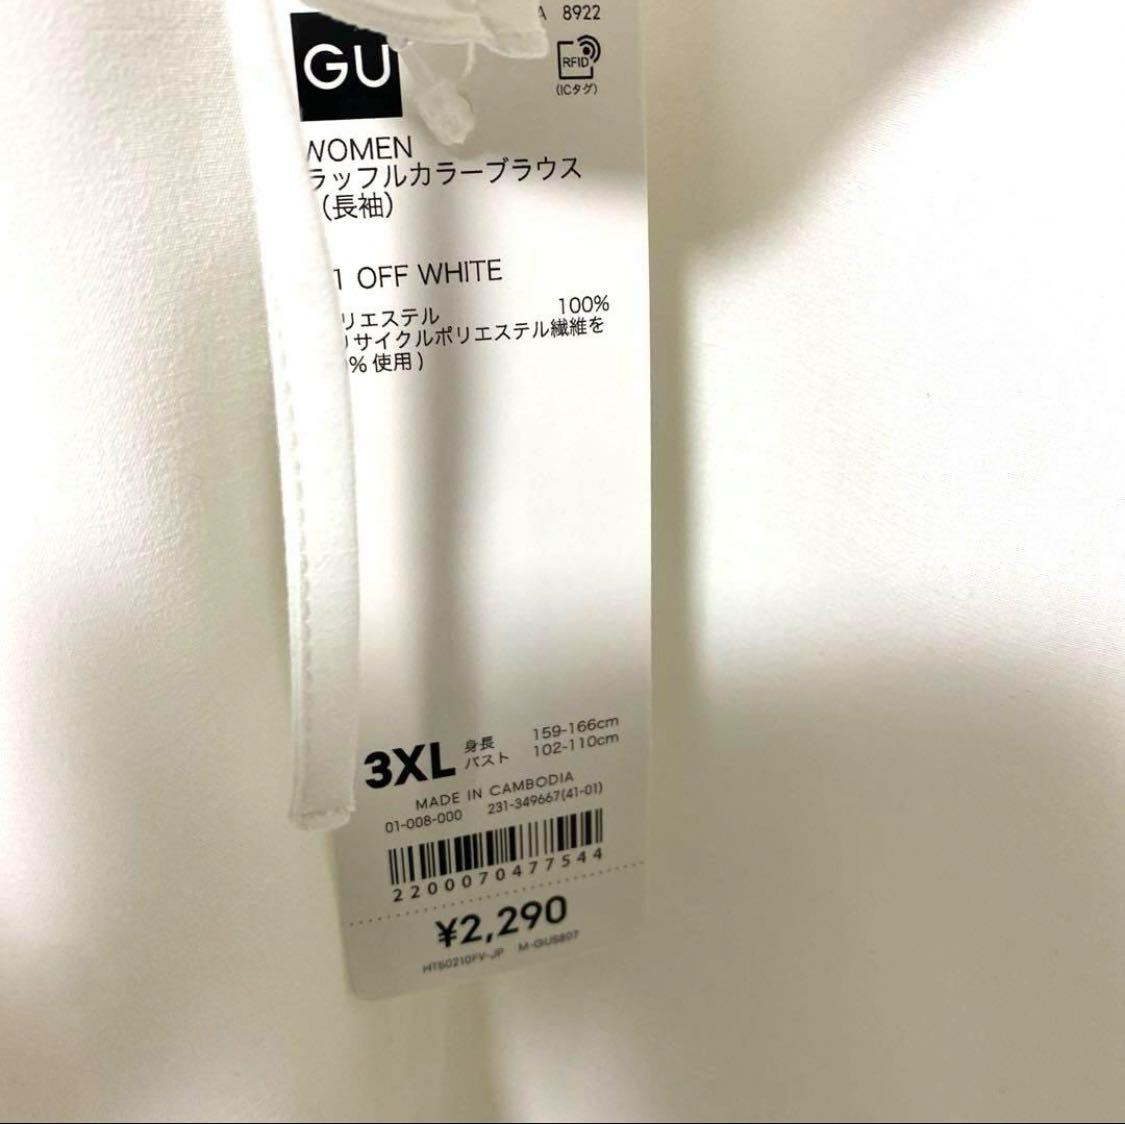 8922
GU
RFID
(ICタグ)
WOMEN
ラッフルカラーブラウス
(長袖)
1 OFF WHITE
リエステル 100%
リサイクルポリエステル繊維を
% 使用 )
3XL 身長 159-166cm
バスト 102-110cm
MADE IN CAMBODIA
01-008-000 231-349667(41-01)
2200070477544
¥2,290
HTS0210FV-JP M-GUS807